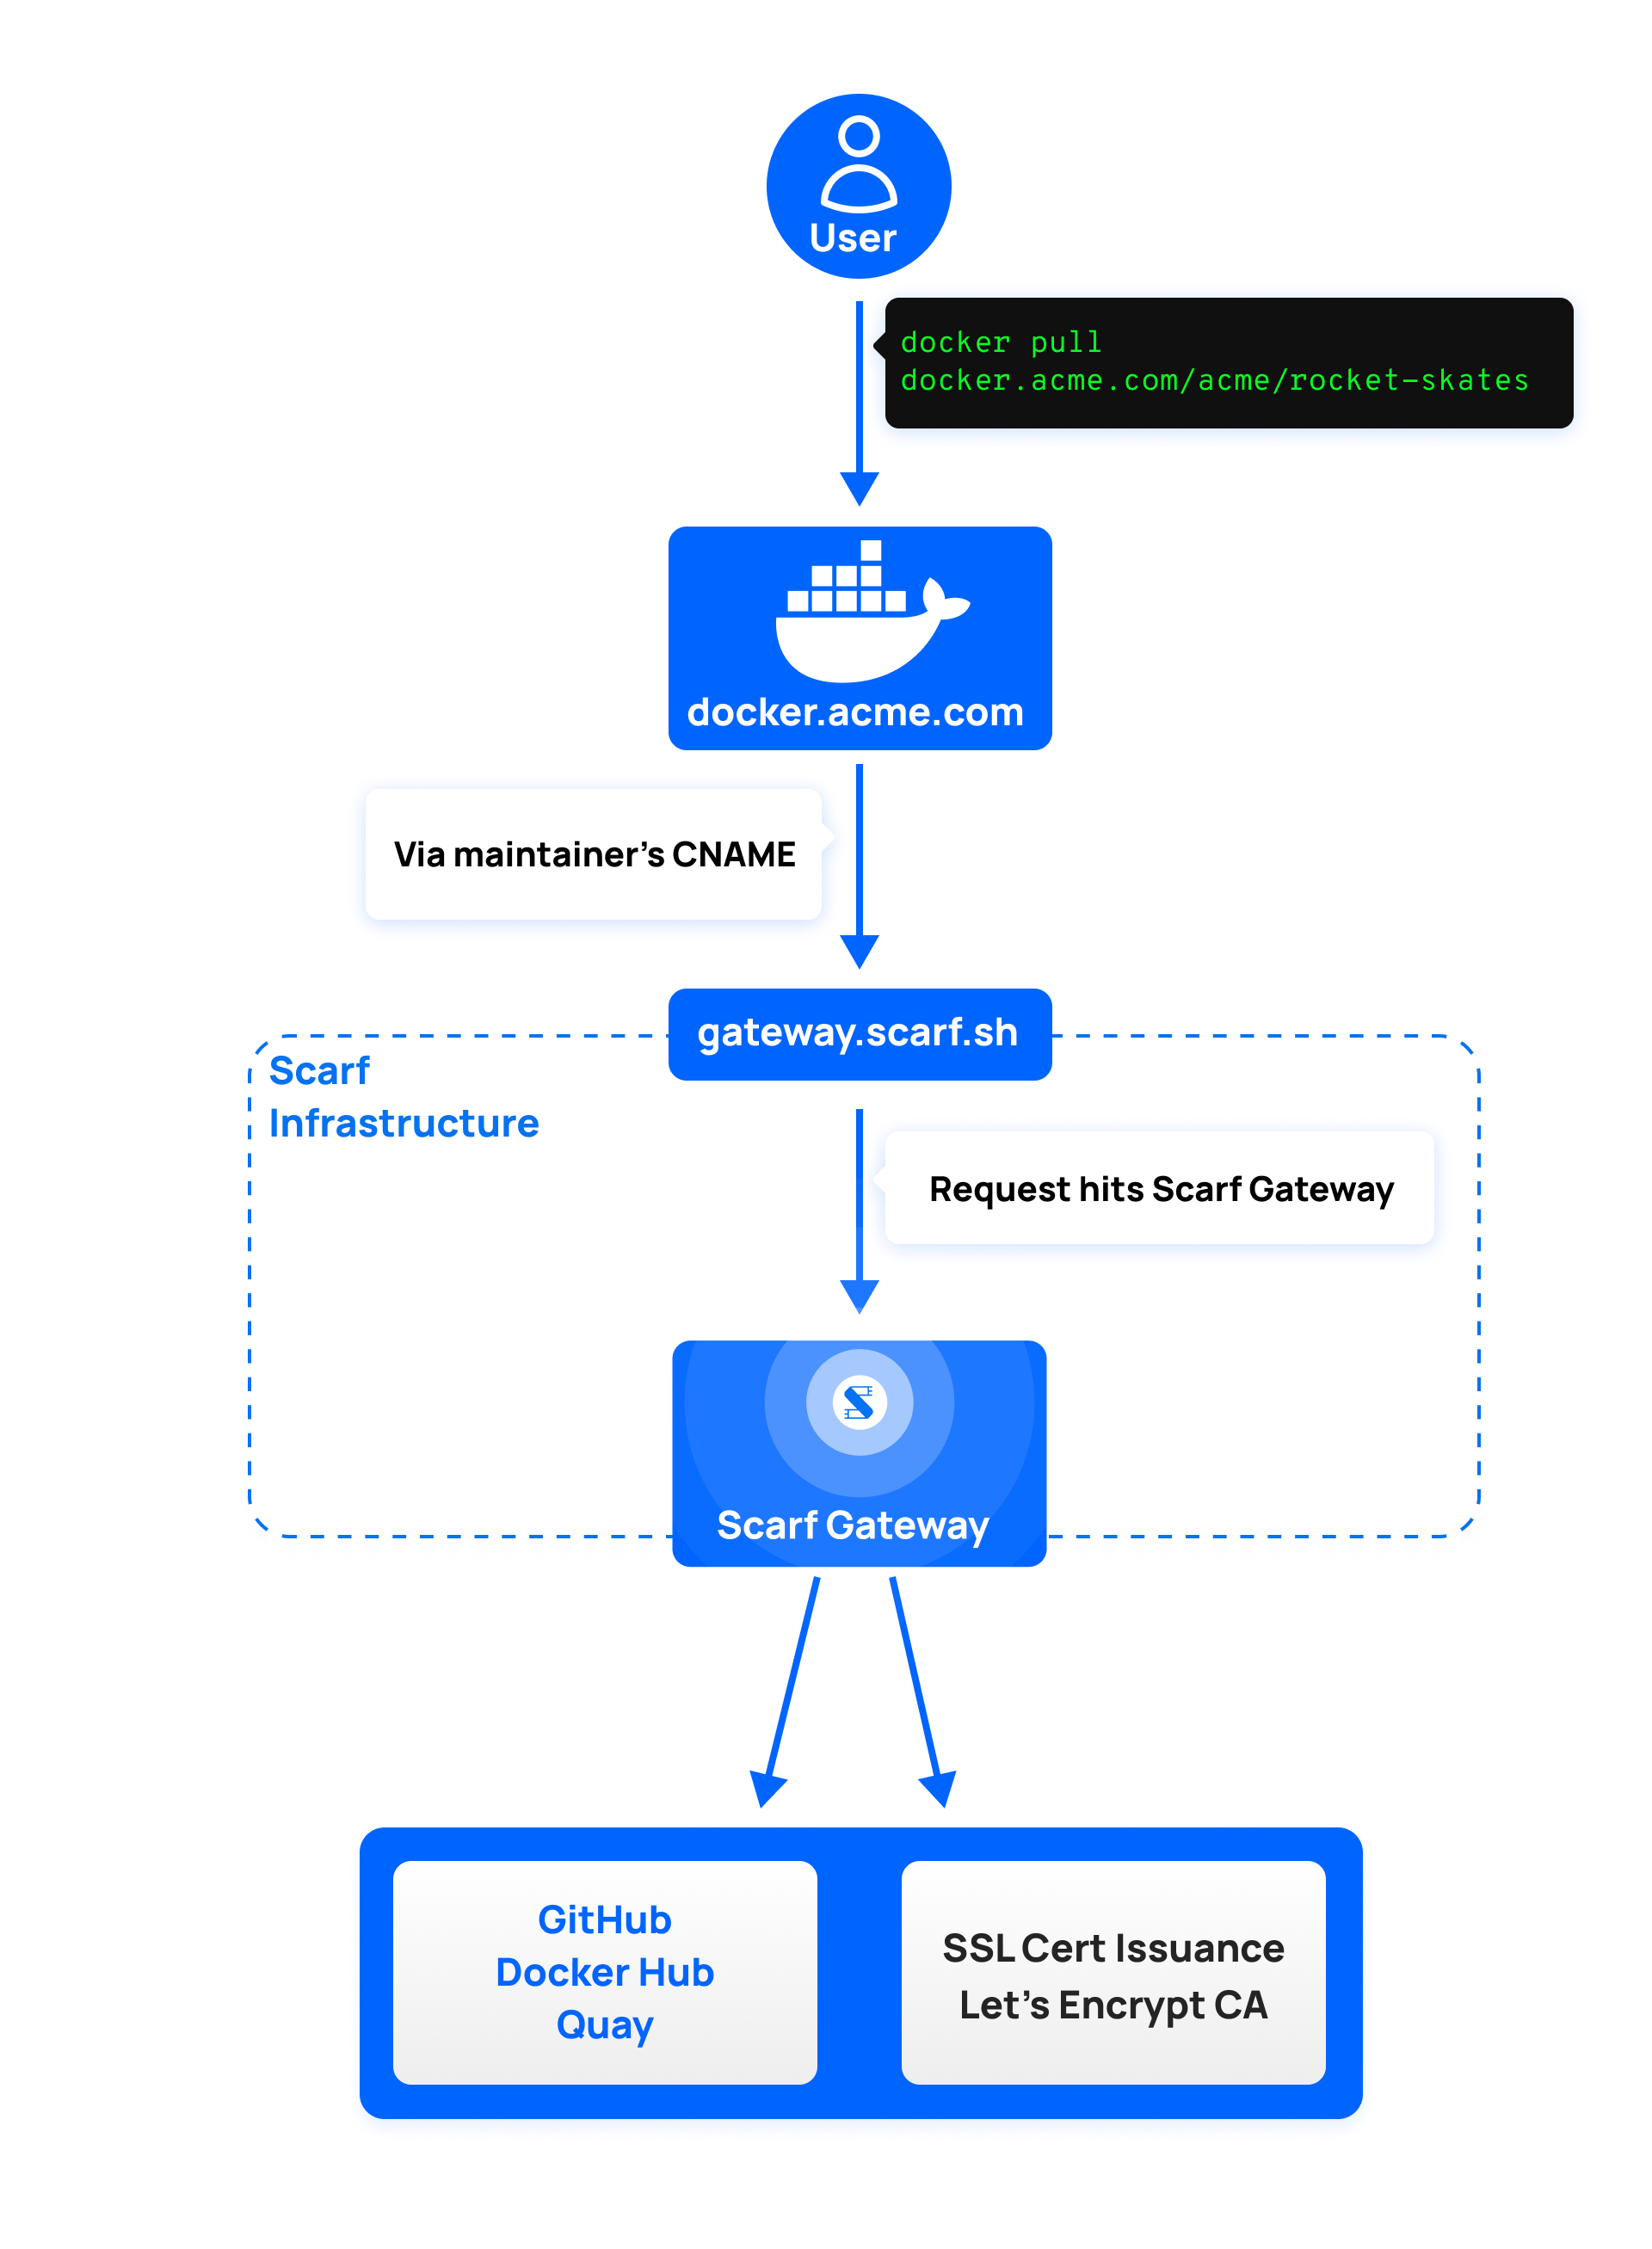 User
docker pull
docker.acme.com/acme/rocket-skates
docker.acme.com
Via maintainer’s CNAME
gateway.scarf.sh
Scarf
Infrastructure
Request hits Scarf Gateway
Scarf Gateway
GitHub
Docker Hub
Quay
SSL Cert Issuance
Let’s Encrypt CA